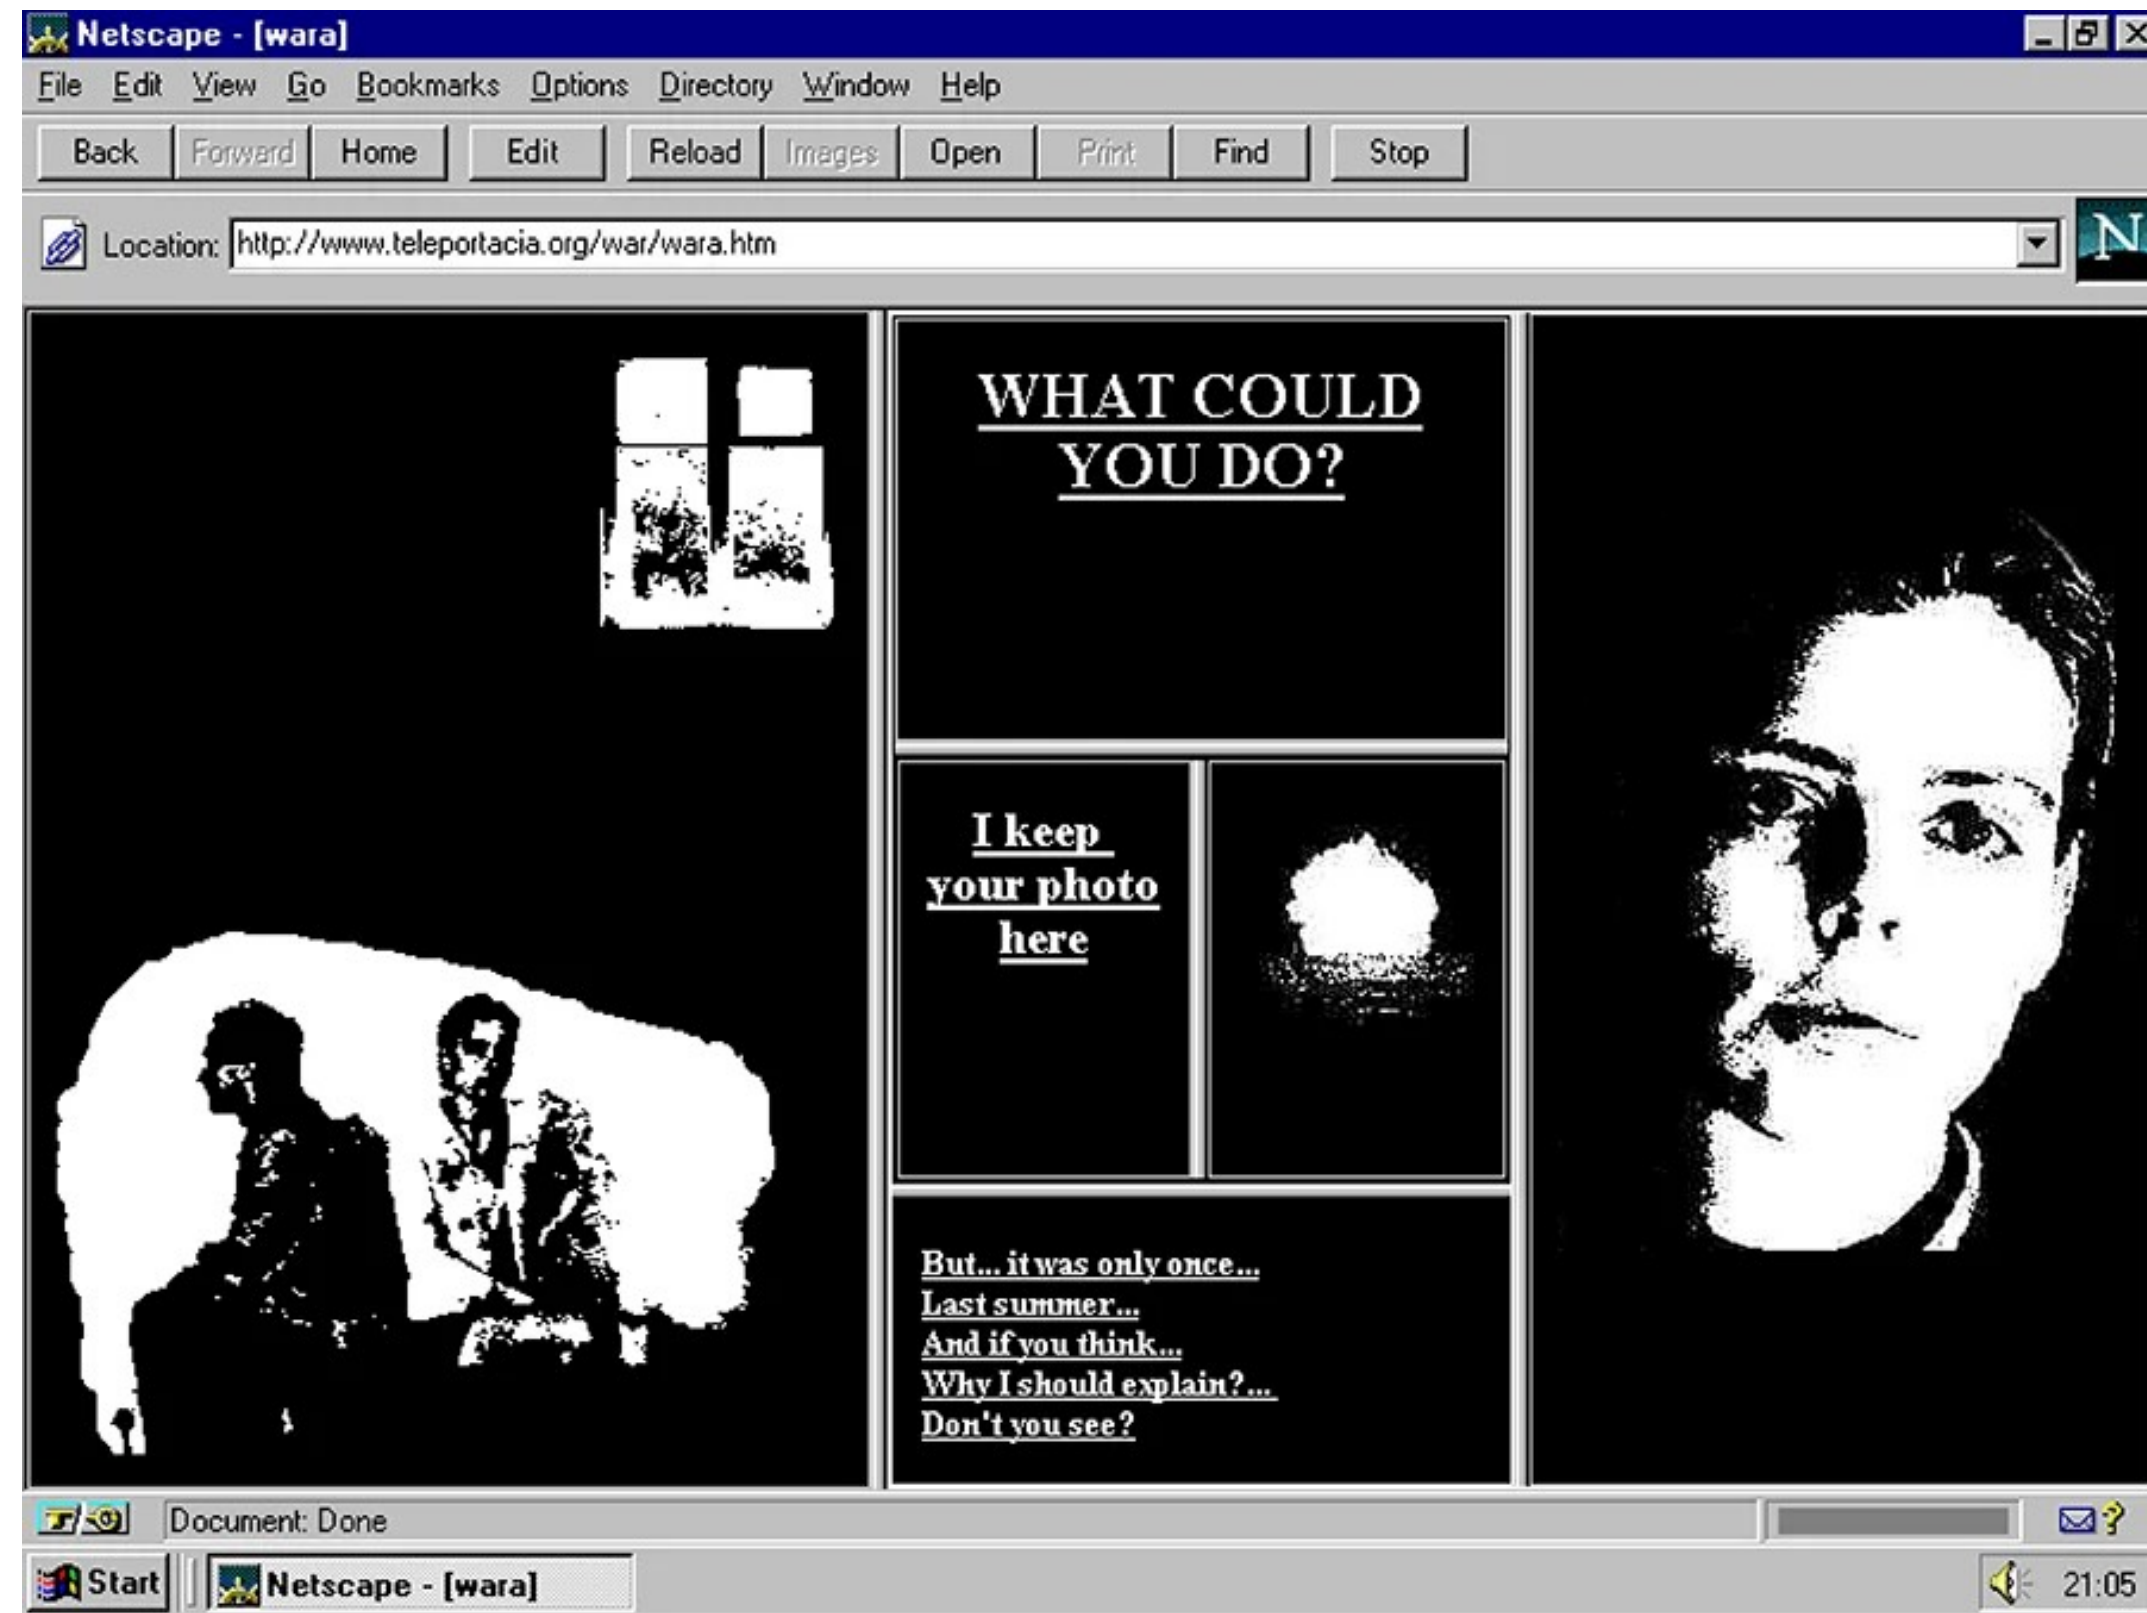 Netscape - [wara]
File Edit View Go Bookmarks Options Directory Window Help
Back Forward Home Edit Reload Images Open Print Find Stop
Location: http://www.teleportacia.org/war/wara.htm
N
WHAT COULD
YOU DO?
I keep
your photo
here
But... it was only once...
Last summer...
And if you think...
Why I should explain?...
Don't you see?
Document: Done
Start Netscape - [wara] 21:05